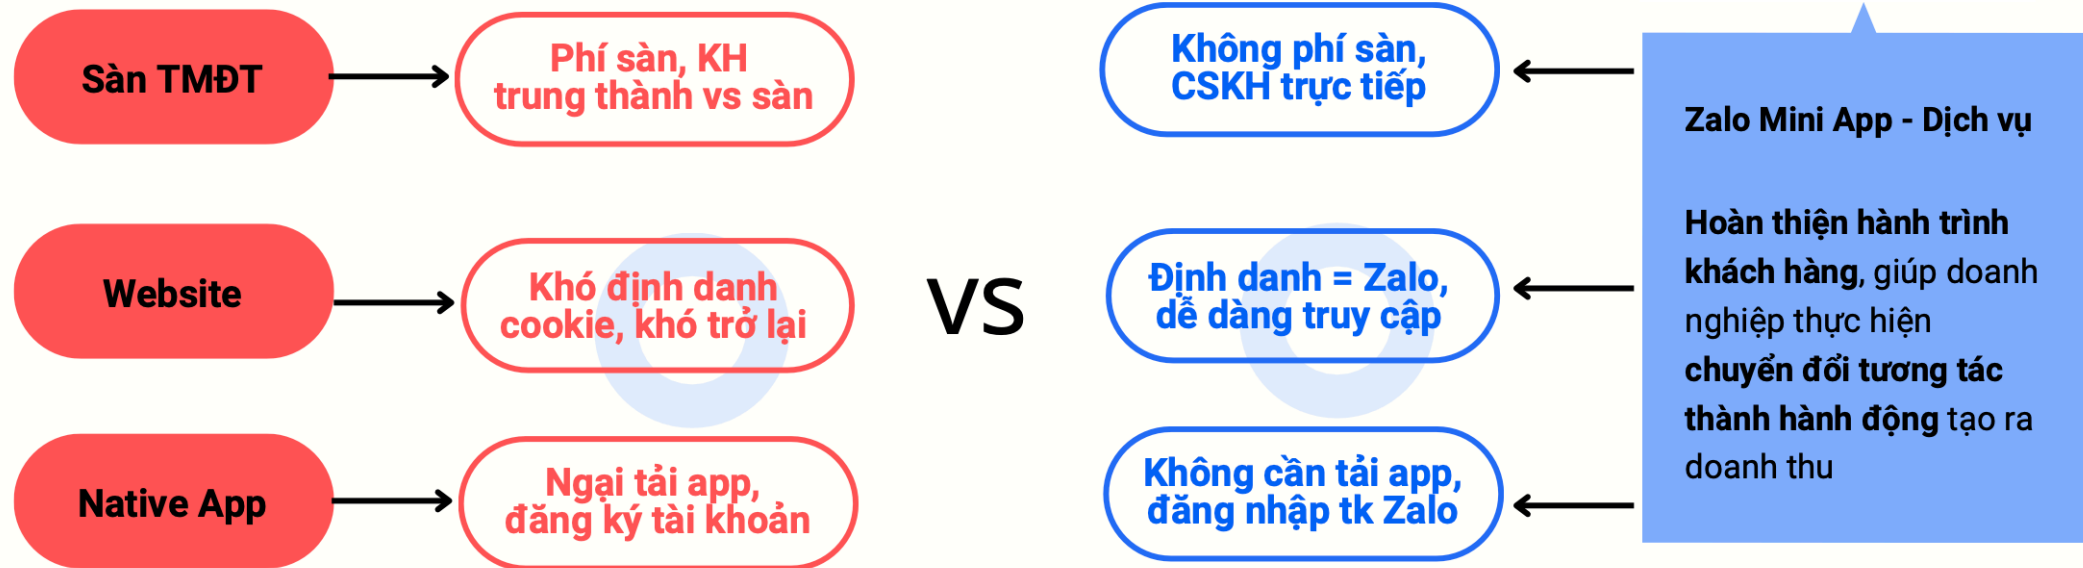 Sàn TMĐT
Phí sàn, KH
trung thành vs sàn
Không phí sàn,
CSKH trực tiếp
Website
Khó định danh
cookie, khó trở lại
VS
Định danh = Zalo,
dễ dàng truy cập
Native App
Ngại tải app,
đăng ký tài khoản
Không cần tải app,
đăng nhập tk Zalo
Zalo Mini App - Dịch vụ
Hoàn thiện hành trình
khách hàng, giúp doanh
nghiệp thực hiện
chuyển đổi tương tác
thành hành động tạo ra
doanh thu